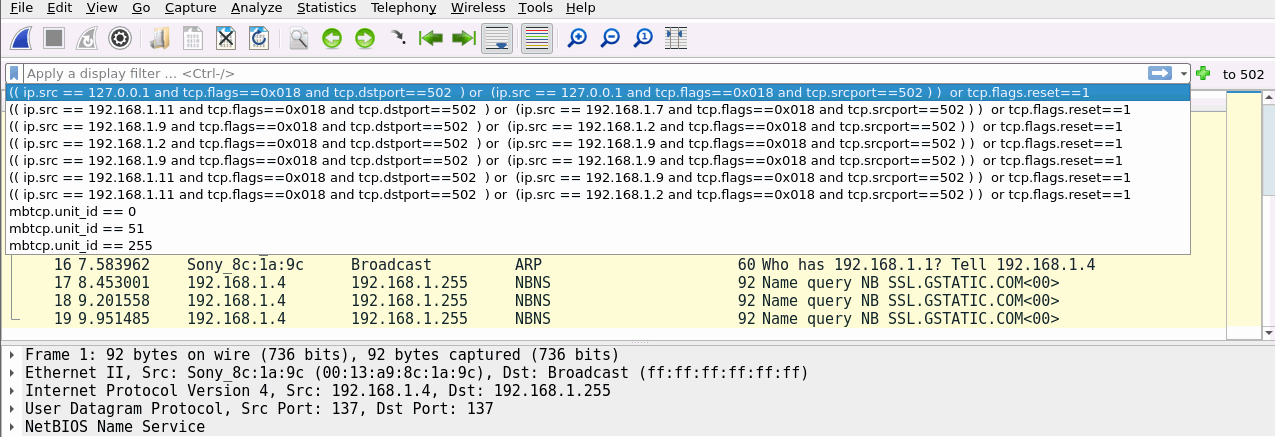 File Edit View Go Capture Analyze Statistics Telephony Wireless Tools Help
Apply a display filter ... <Ctrl-/> to 502
(( ip.src == 127.0.0.1 and tcp.flags==0x018 and tcp.dstport==502 ) or (ip.src == 127.0.0.1 and tcp.flags==0x018 and tcp.srcport==502 ) ) or tcp.flags.reset==1
(( ip.src == 192.168.1.11 and tcp.flags==0x018 and tcp.dstport==502 ) or (ip.src == 192.168.1.7 and tcp.flags==0x018 and tcp.srcport==502 ) ) or tcp.flags.reset==1
(( ip.src == 192.168.1.9 and tcp.flags==0x018 and tcp.dstport==502 ) or (ip.src == 192.168.1.2 and tcp.flags==0x018 and tcp.srcport==502 ) ) or tcp.flags.reset==1
(( ip.src == 192.168.1.2 and tcp.flags==0x018 and tcp.dstport==502 ) or (ip.src == 192.168.1.9 and tcp.flags==0x018 and tcp.srcport==502 ) ) or tcp.flags.reset==1
(( ip.src == 192.168.1.9 and tcp.flags==0x018 and tcp.dstport==502 ) or (ip.src == 192.168.1.9 and tcp.flags==0x018 and tcp.srcport==502 ) ) or tcp.flags.reset==1
(( ip.src == 192.168.1.11 and tcp.flags==0x018 and tcp.dstport==502 ) or (ip.src == 192.168.1.9 and tcp.flags==0x018 and tcp.srcport==502 ) ) or tcp.flags.reset==1
(( ip.src == 192.168.1.11 and tcp.flags==0x018 and tcp.dstport==502 ) or (ip.src == 192.168.1.2 and tcp.flags==0x018 and tcp.srcport==502 ) ) or tcp.flags.reset==1
mbtcp.unit_id == 0
mbtcp.unit_id == 51
mbtcp.unit_id == 255
16 7.583962 Sony_8c:1a:9c Broadcast ARP 60 Who has 192.168.1.1? Tell 192.168.1.4
17 8.453001 192.168.1.4 192.168.1.255 NBNS 92 Name query NB SSL.GSTATIC.COM<00>
18 9.201558 192.168.1.4 192.168.1.255 NBNS 92 Name query NB SSL.GSTATIC.COM<00>
19 9.951485 192.168.1.4 192.168.1.255 NBNS 92 Name query NB SSL.GSTATIC.COM<00>
Frame 1: 92 bytes on wire (736 bits), 92 bytes captured (736 bits)
Ethernet II, Src: Sony_8c:1a:9c (00:13:a9:8c:1a:9c), Dst: Broadcast (ff:ff:ff:ff:ff:ff)
Internet Protocol Version 4, Src: 192.168.1.4, Dst: 192.168.1.255
User Datagram Protocol, Src Port: 137, Dst Port: 137
NetBIOS Name Service